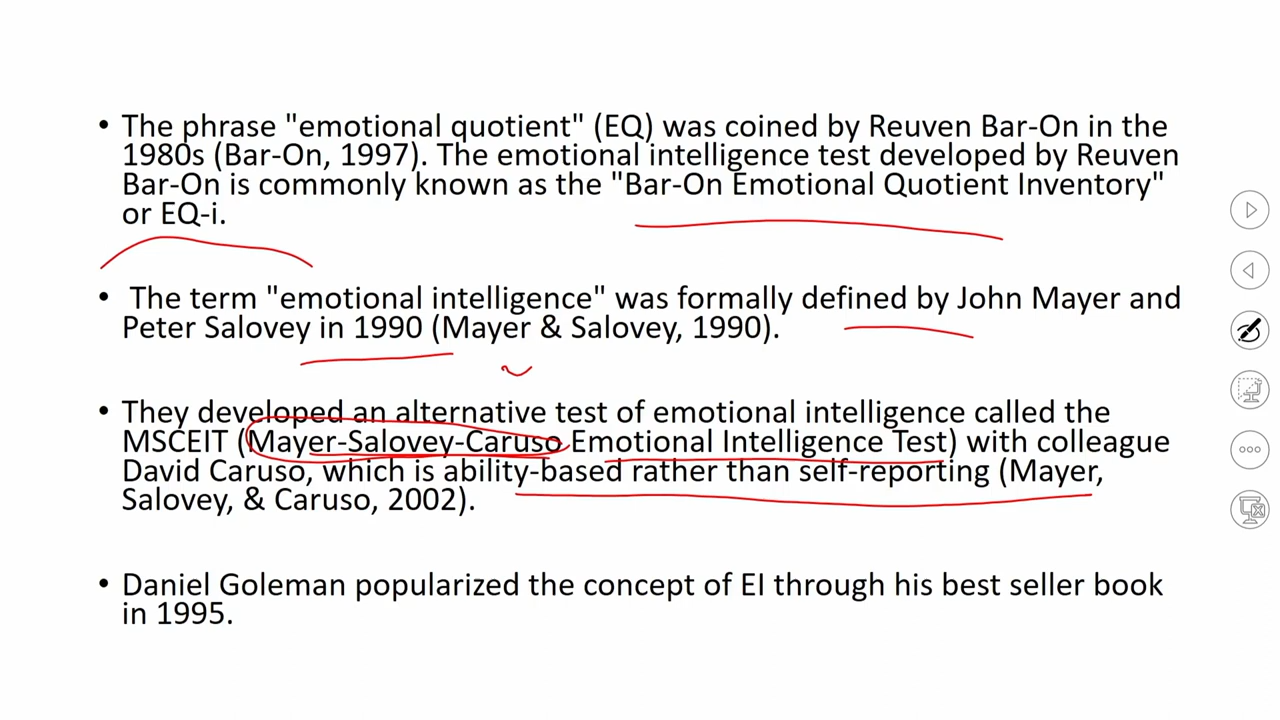 • The phrase "emotional quotient" (EQ) was coined by Reuven Bar-On in the
1980s (Bar-On, 1997). The emotional intelligence test developed by Reuven
Bar-On is commonly known as the "Bar-On Emotional Quotient Inventory"
or EQ-i.
• The term "emotional intelligence" was formally defined by John Mayer and
Peter Salovey in 1990 (Mayer & Salovey, 1990).
• They developed an alternative test of emotional intelligence called the
MSCEIT (Mayer-Salovey-Caruso Emotional Intelligence Test) with colleague
David Caruso, which is ability-based rather than self-reporting (Mayer,
Salovey, & Caruso, 2002).
• Daniel Goleman popularized the concept of EI through his best seller book
in 1995.